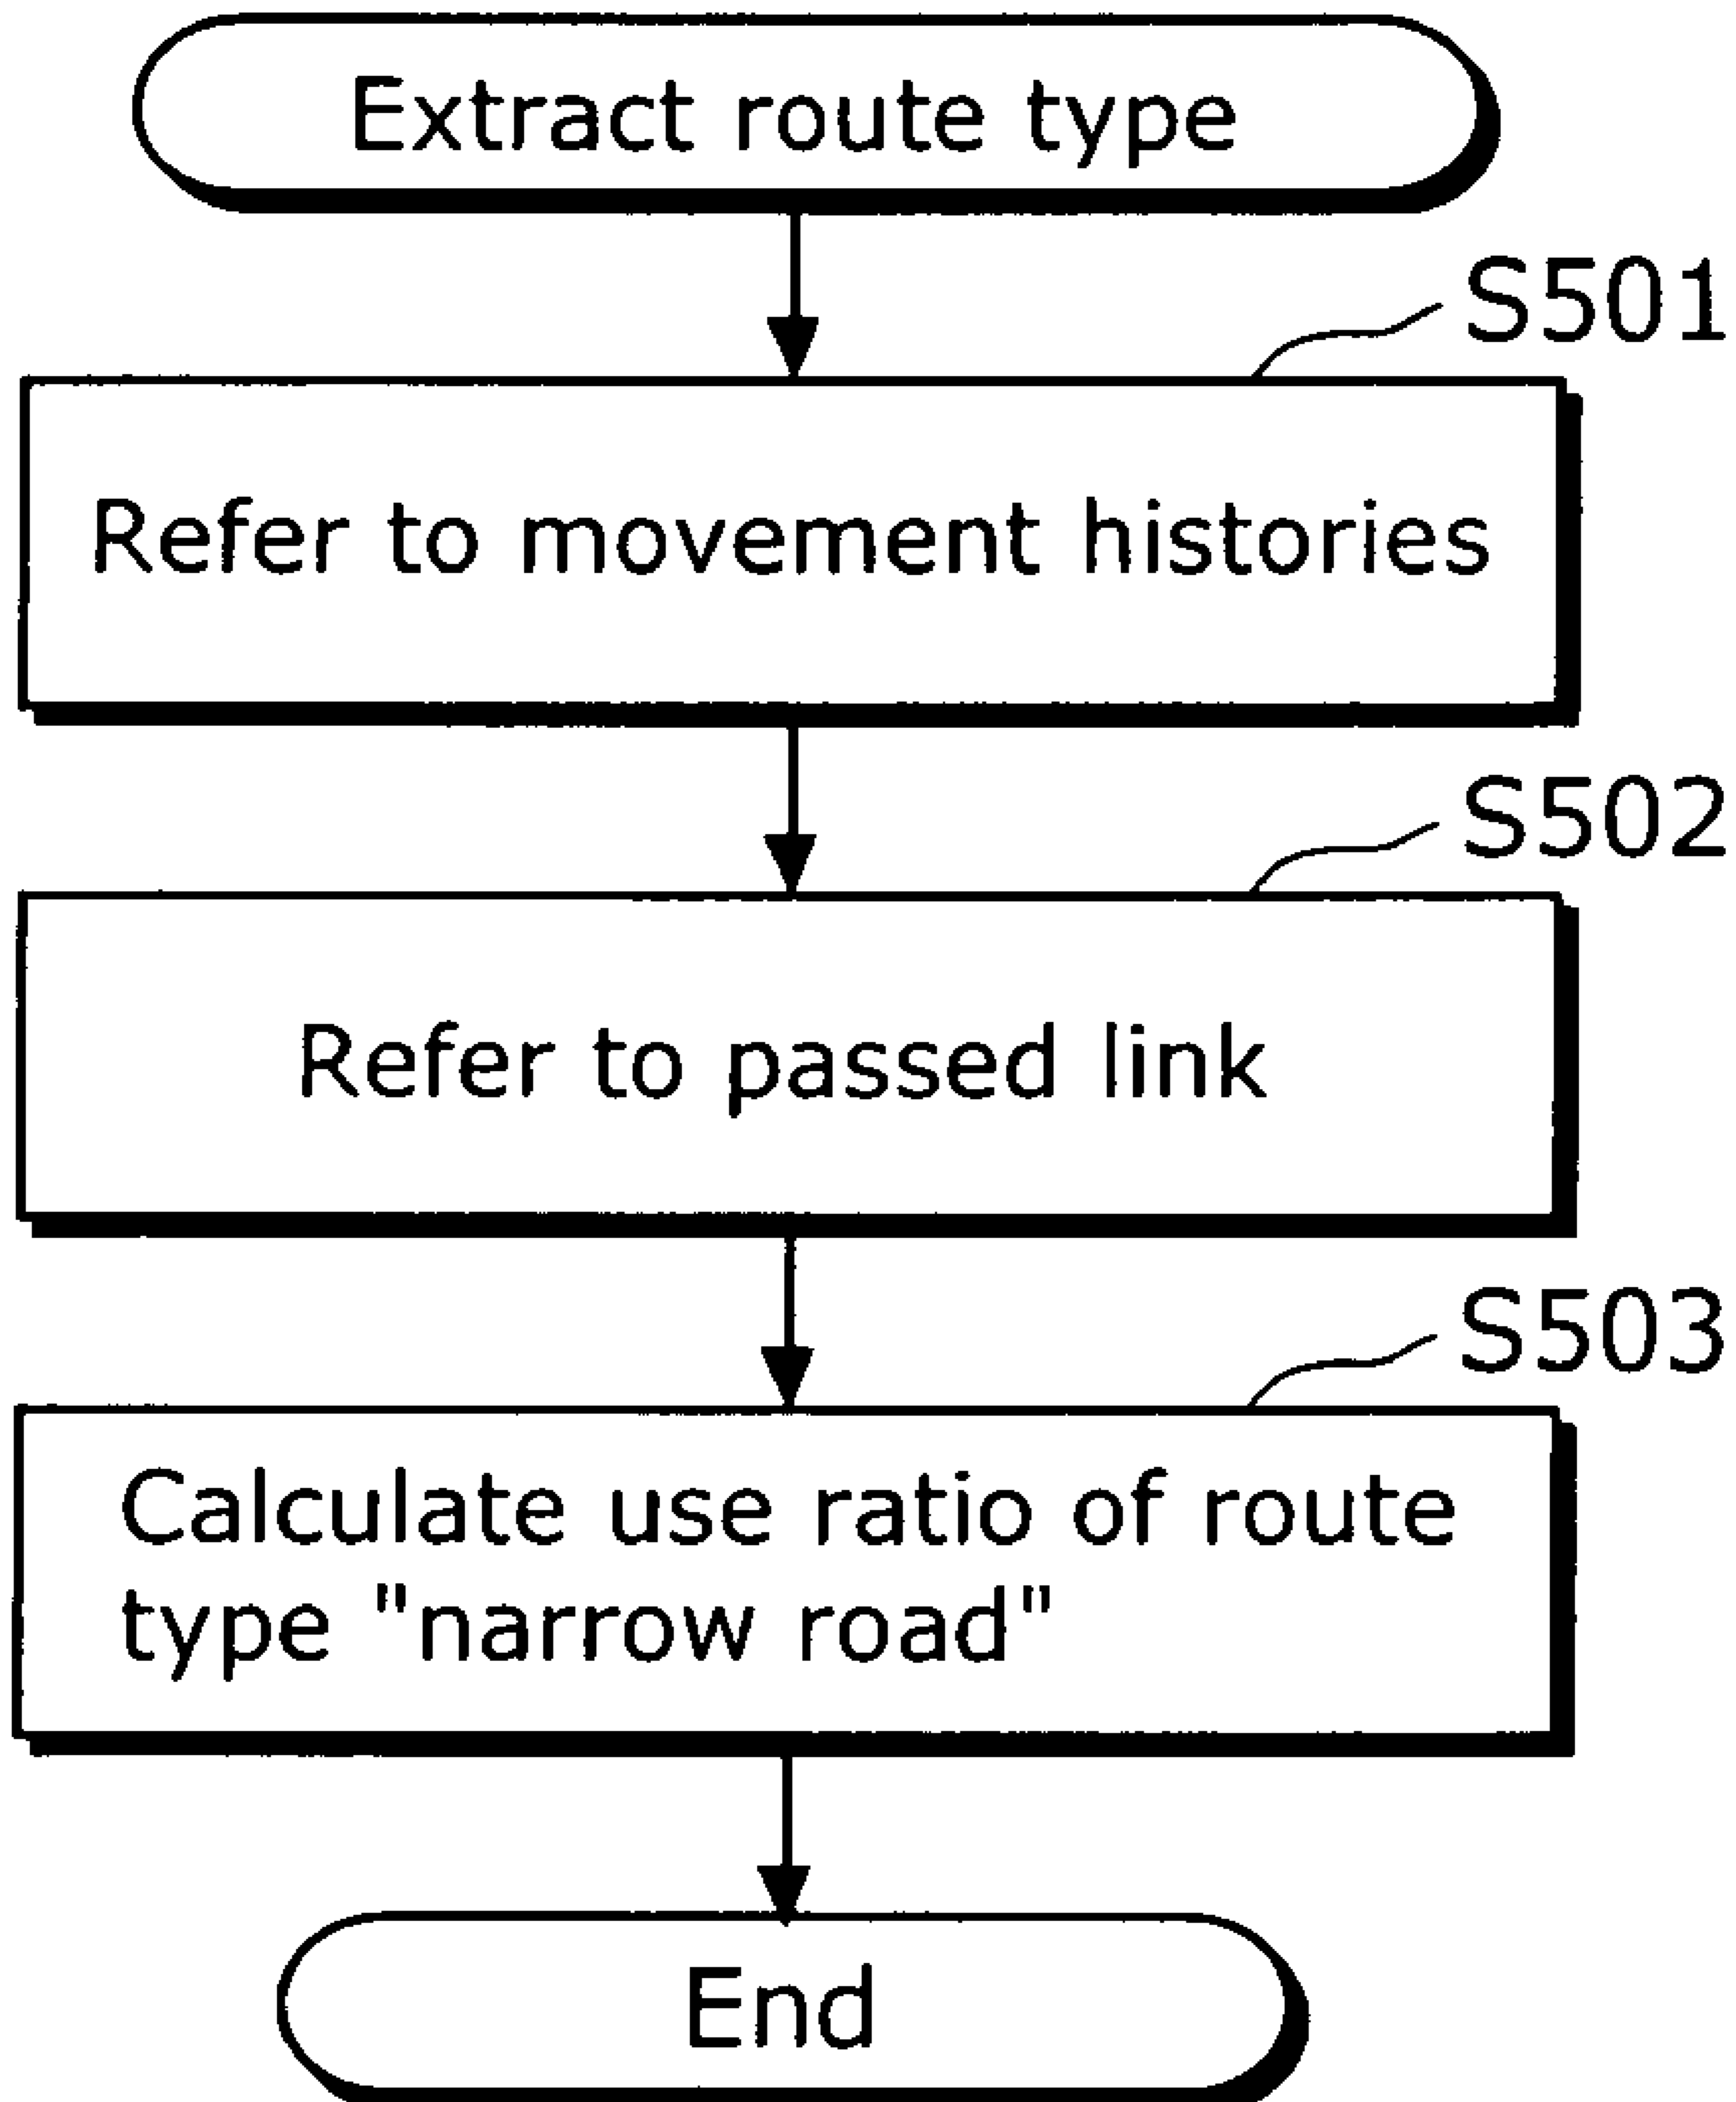 Extract route type
S501
Refer to movement histories
S502
Refer to passed link
S503
Calculate use ratio of route
type "narrow road"
End